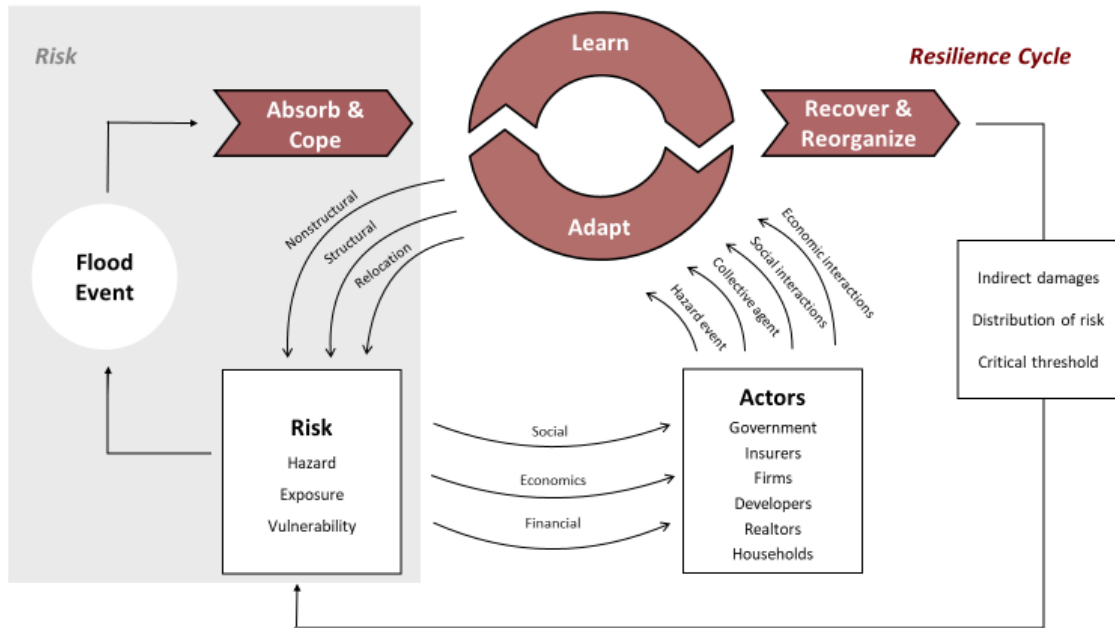 Risk
Resilience Cycle
Learn
Absorb &
Cope
Recover &
Reorganize
Adapt
Nonstructural
Structural
Relocation
Flood
Event
Hazard event
Collective agent
Social interactions
Economic interactions
Indirect damages
Distribution of risk
Critical threshold
Risk
Hazard
Exposure
Vulnerability
Social
Economics
Financial
Actors
Government
Insurers
Firms
Developers
Realtors
Households